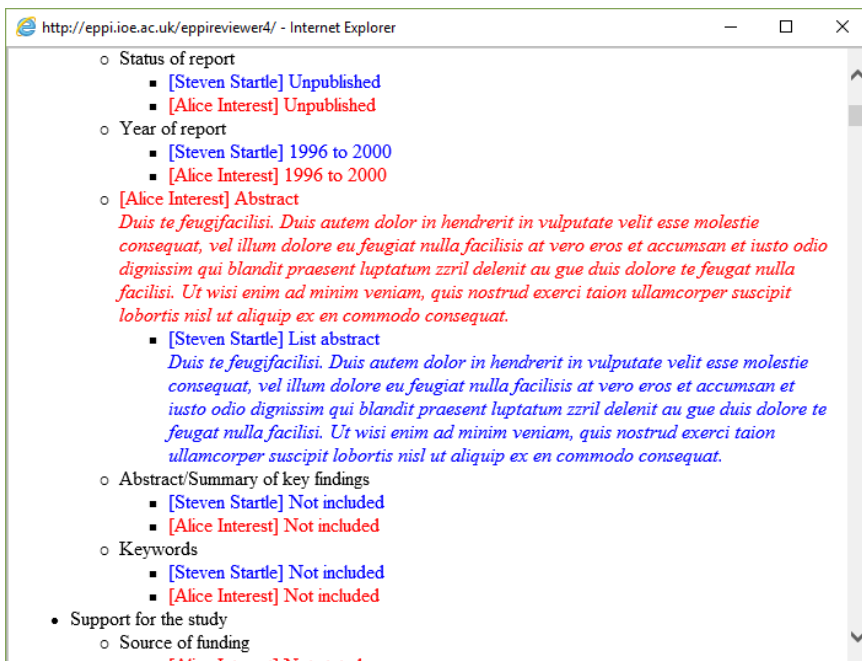 http://eppi.ioe.ac.uk/eppireviewer4/ - Internet Explorer
Status of report
[Steven Startle] Unpublished
[Alice Interest] Unpublished
Year of report
[Steven Startle] 1996 to 2000
[Alice Interest] 1996 to 2000
[Alice Interest] Abstract
Duis te feugifacilisi. Duis autem dolor in hendrerit in vulputate velit esse molestie
consequat, vel illum dolore eu feugiat nulla facilisis at vero eros et accumsan et iusto odio
dignissim qui blandit praesent luptatum zzril delenit au gue duis dolore te feugat nulla
facilisi. Ut wisi enim ad minim veniam, quis nostrud exerci taion ullamcorper suscipit
lobortis nisl ut aliquip ex en commodo consequat.
[Steven Startle] List abstract
Duis te feugifacilisi. Duis autem dolor in hendrerit in vulputate velit esse molestie
consequat, vel illum dolore eu feugiat nulla facilisis at vero eros et accumsan et
iusto odio dignissim qui blandit praesent luptatum zzril delenit au gue duis dolore te
feugat nulla facilisi. Ut wisi enim ad minim veniam, quis nostrud exerci taion
ullamcorper suscipit lobortis nisl ut aliquip ex en commodo consequat.
Abstract/Summary of key findings
[Steven Startle] Not included
[Alice Interest] Not included
Keywords
[Steven Startle] Not included
[Alice Interest] Not included
Support for the study
Source of funding